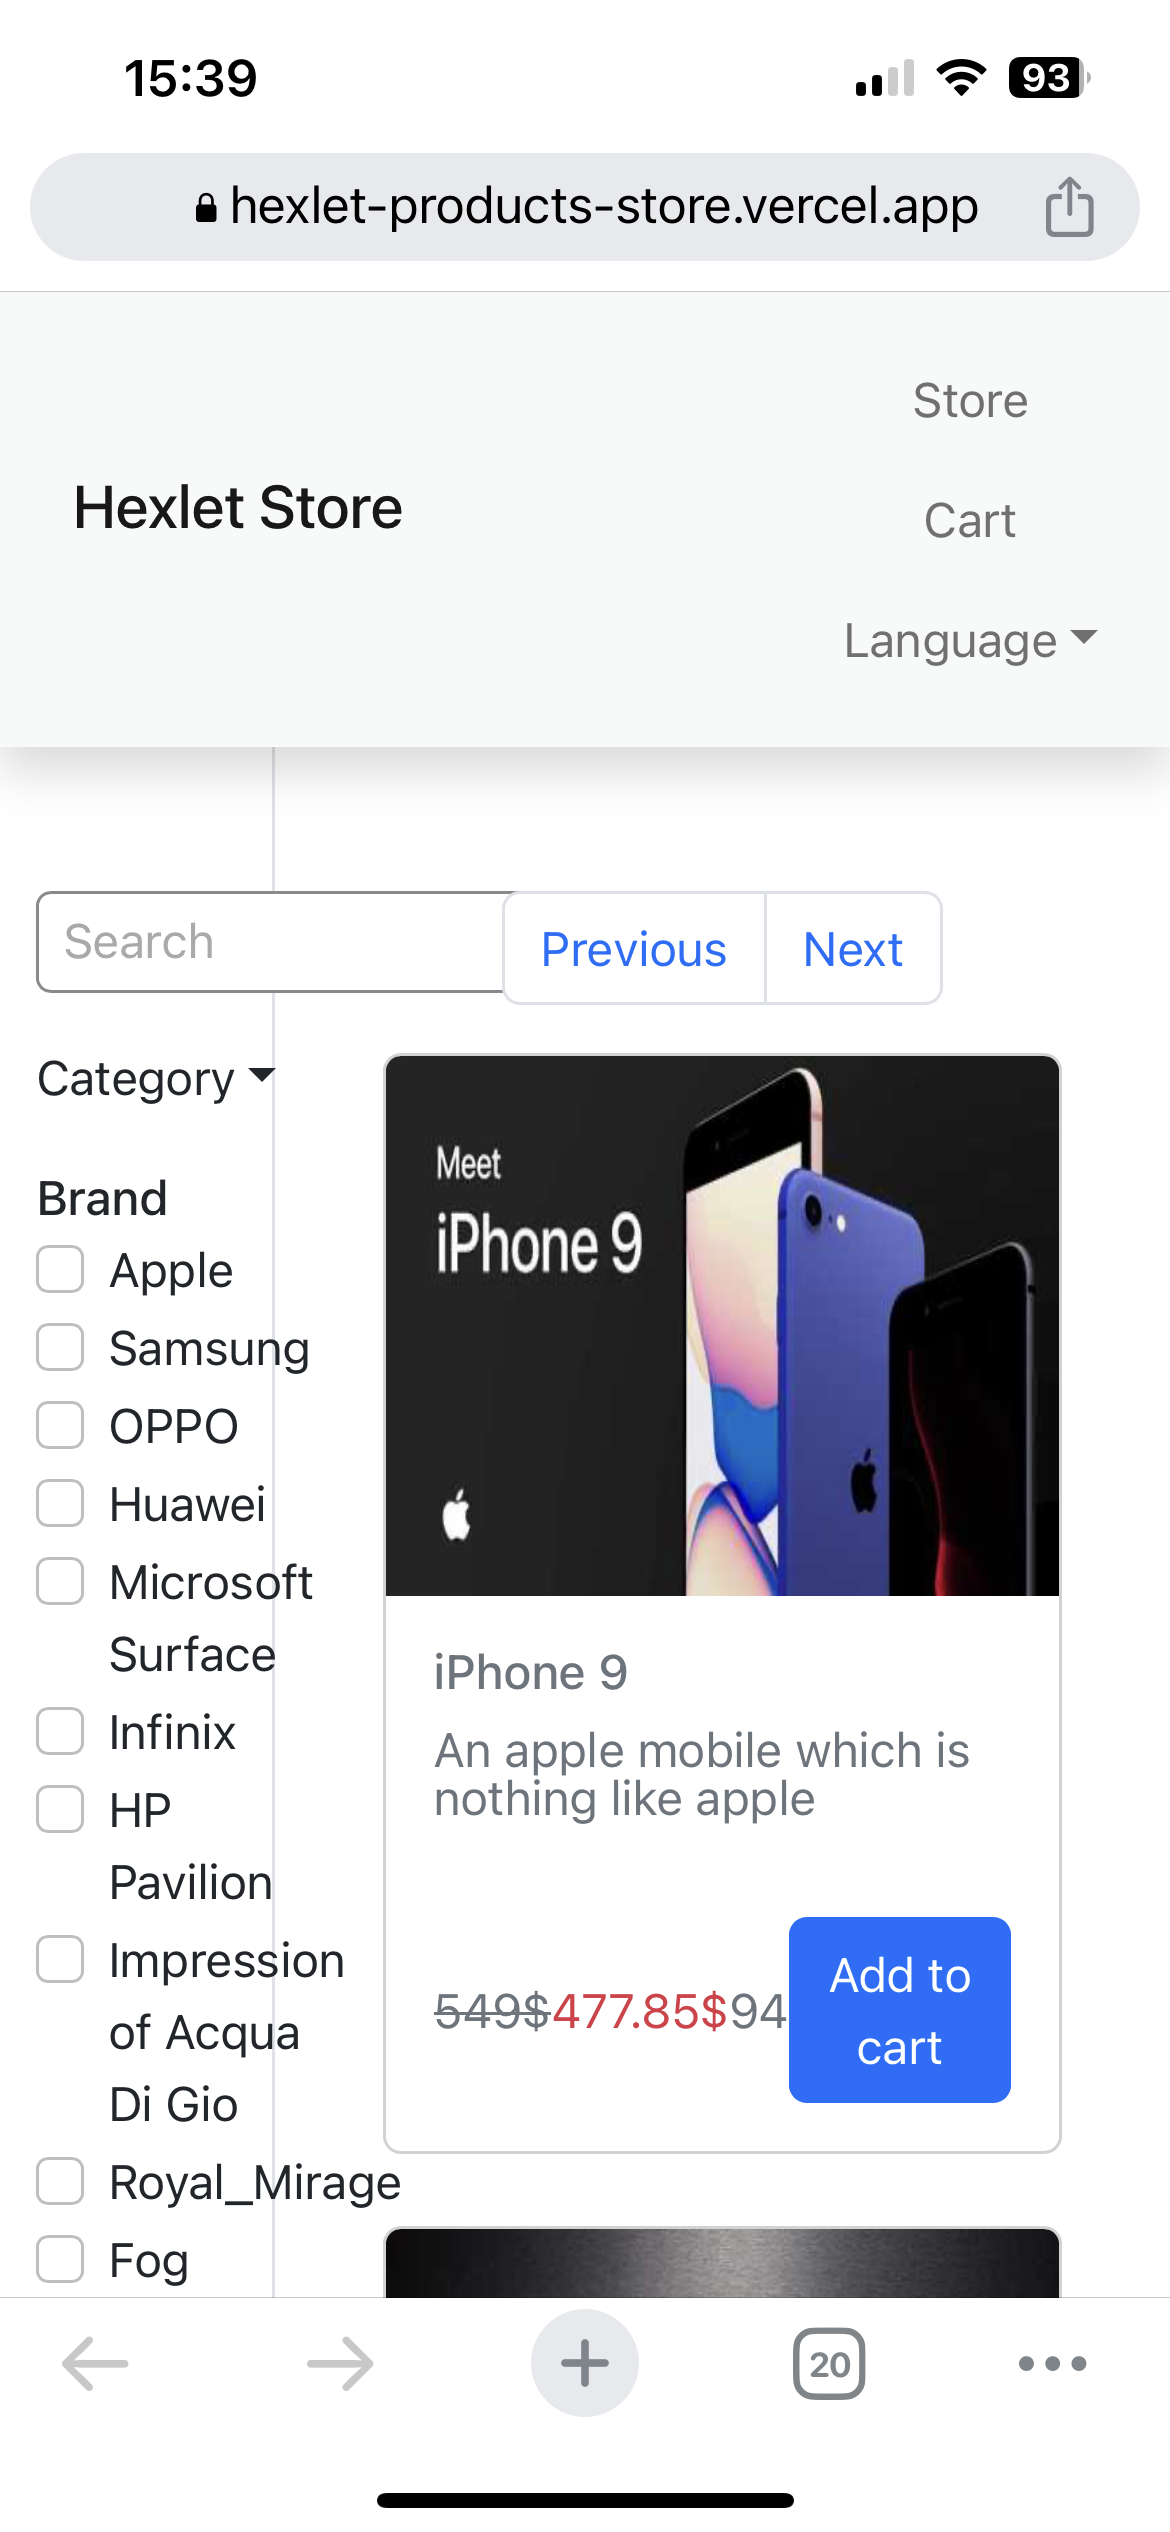 15:39
93
hexlet-products-store.vercel.app
Store
Hexlet Store
Cart
Language
Search
Previous
Next
Category
Brand
Apple
Samsung
OPPO
Huawei
Microsoft
Surface
Infinix
HP
Pavilion
Impression
of Acqua
Di Gio
Royal_Mirage
Fog
Meet
iPhone 9
iPhone 9
An apple mobile which is
nothing like apple
549$477.85$94
Add to
cart
20